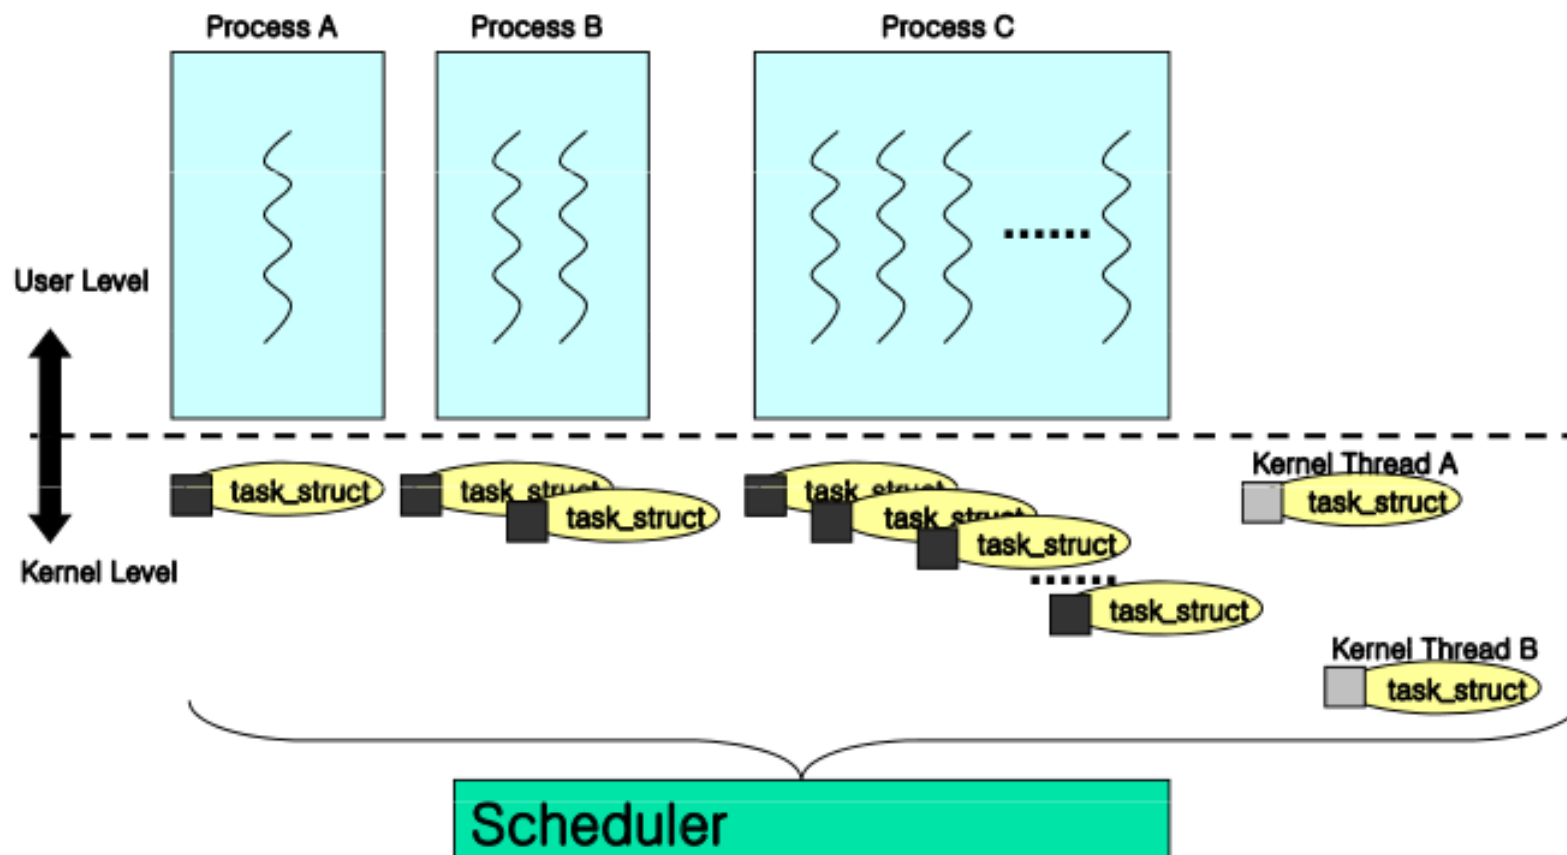 Process A
Process B
Process C
User Level
Kernel Level
task_struct
task_struct
task_struct
task_struct
task_struct
task_struct
task_struct
Kernel Thread A
task_struct
Kernel Thread B
task_struct
Scheduler